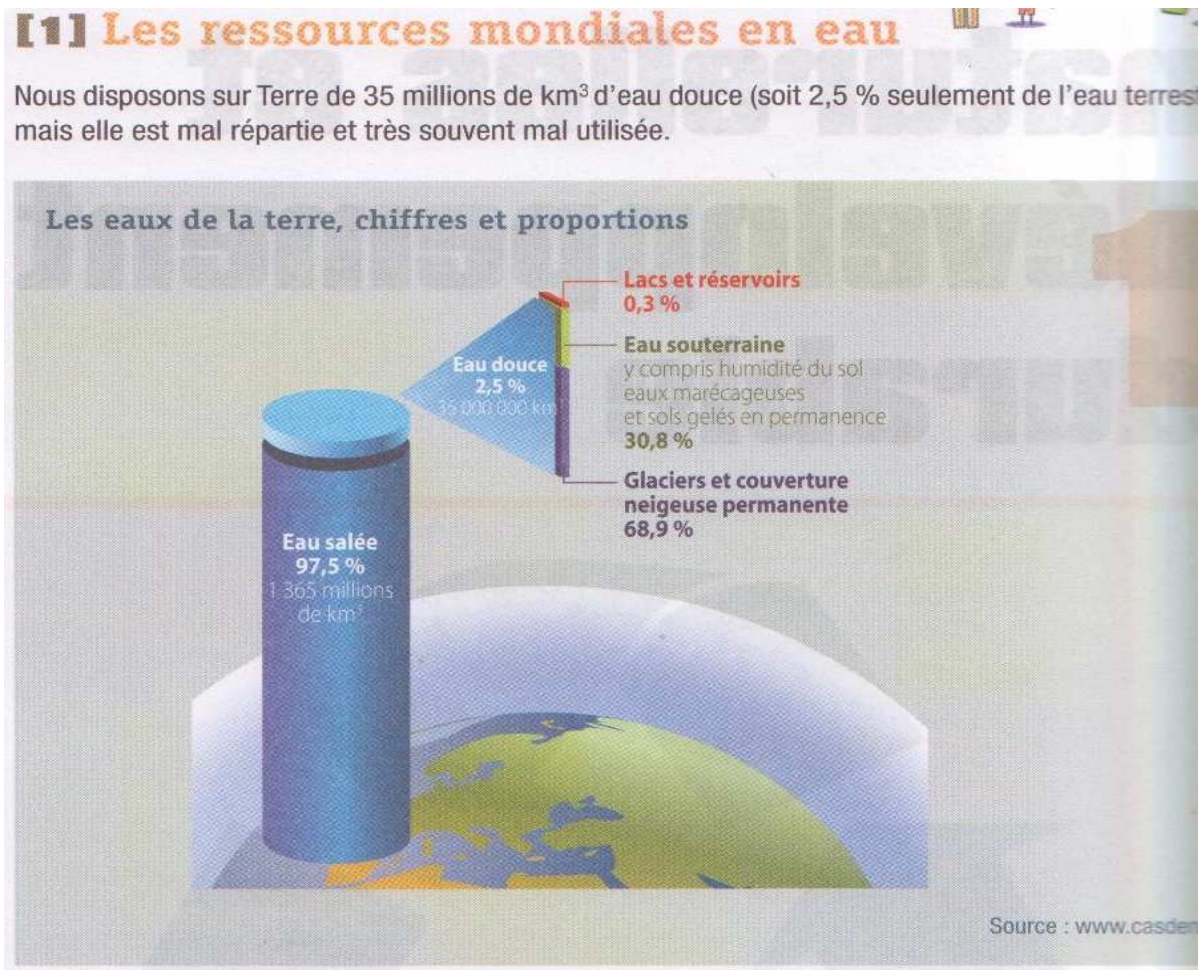 [1] Les ressources mondiales en eau
Nous disposons sur Terre de 35 millions de km³ d'eau douce (soit 2,5 % seulement de l'eau
mais elle est mal répartie et très souvent mal utilisée.
Les eaux de la terre, chiffres et proportions
Lacs et réservoirs
0,3 %
Eau souterraine
y compris humidité du sol
eaux marécageuses
et sols gelés en permanence
30,8 %
Glaciers et couverture
neigeuse permanente
68,9 %
Eau douce
2,5 %
35 000 000 km
Eau salée
97,5 %
1 365 millions
de km³
Source :